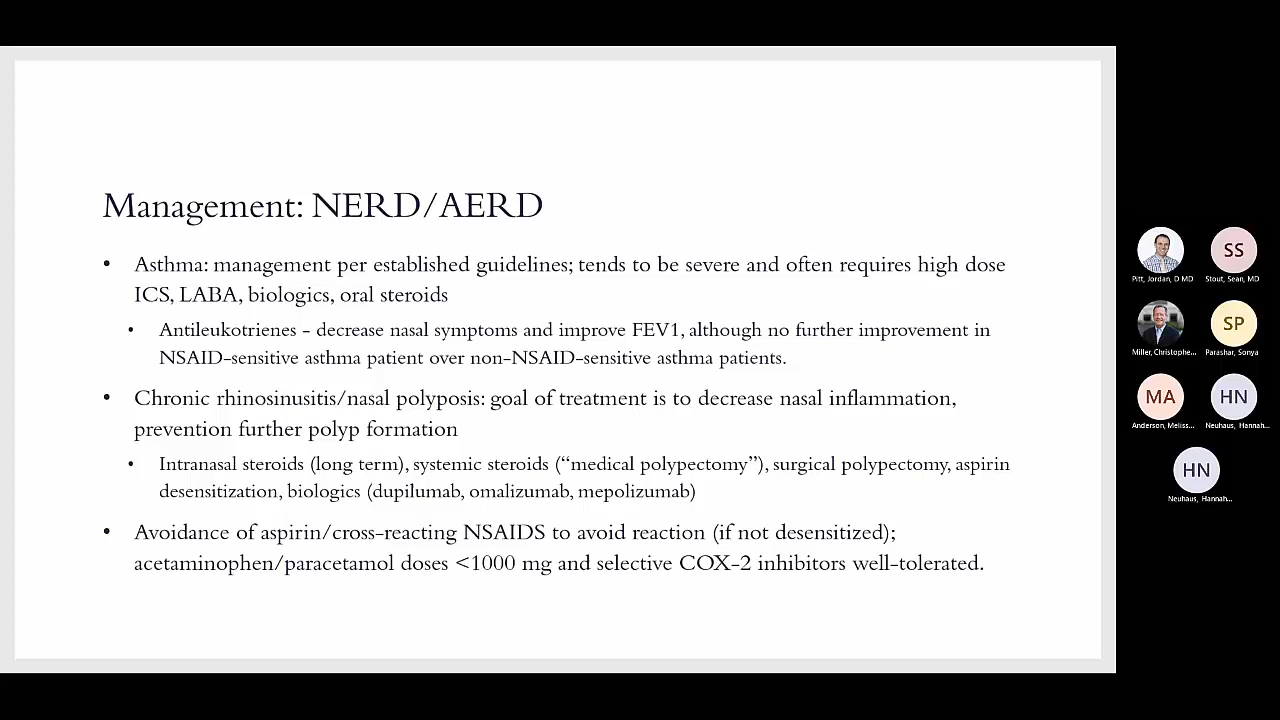 Management: NERD/AERD
• Asthma: management per established guidelines; tends to be severe and often requires high dose
ICS, LABA, biologics, oral steroids
• Antileukotrienes - decrease nasal symptoms and improve FEV1, although no further improvement in
NSAID-sensitive asthma patient over non-NSAID-sensitive asthma patients.
• Chronic rhinosinusitis/nasal polyposis: goal of treatment is to decrease nasal inflammation,
prevention further polyp formation
• Intranasal steroids (long term), systemic steroids (“medical polypectomy”), surgical polypectomy, aspirin
desensitization, biologics (dupilumab, omalizumab, mepolizumab)
• Avoidance of aspirin/cross-reacting NSAIDS to avoid reaction (if not desensitized);
acetaminophen/paracetamol doses <1000 mg and selective COX-2 inhibitors well-tolerated.
SS
Pitt, Jordan, D MD
Stout, Sean, MD
SP
Miller, Christophe...
Parashar, Sonya
MA
HN
Anderson, Meliss...
Neuhaus, Hannah...
HN
Neuhaus, Hannah...